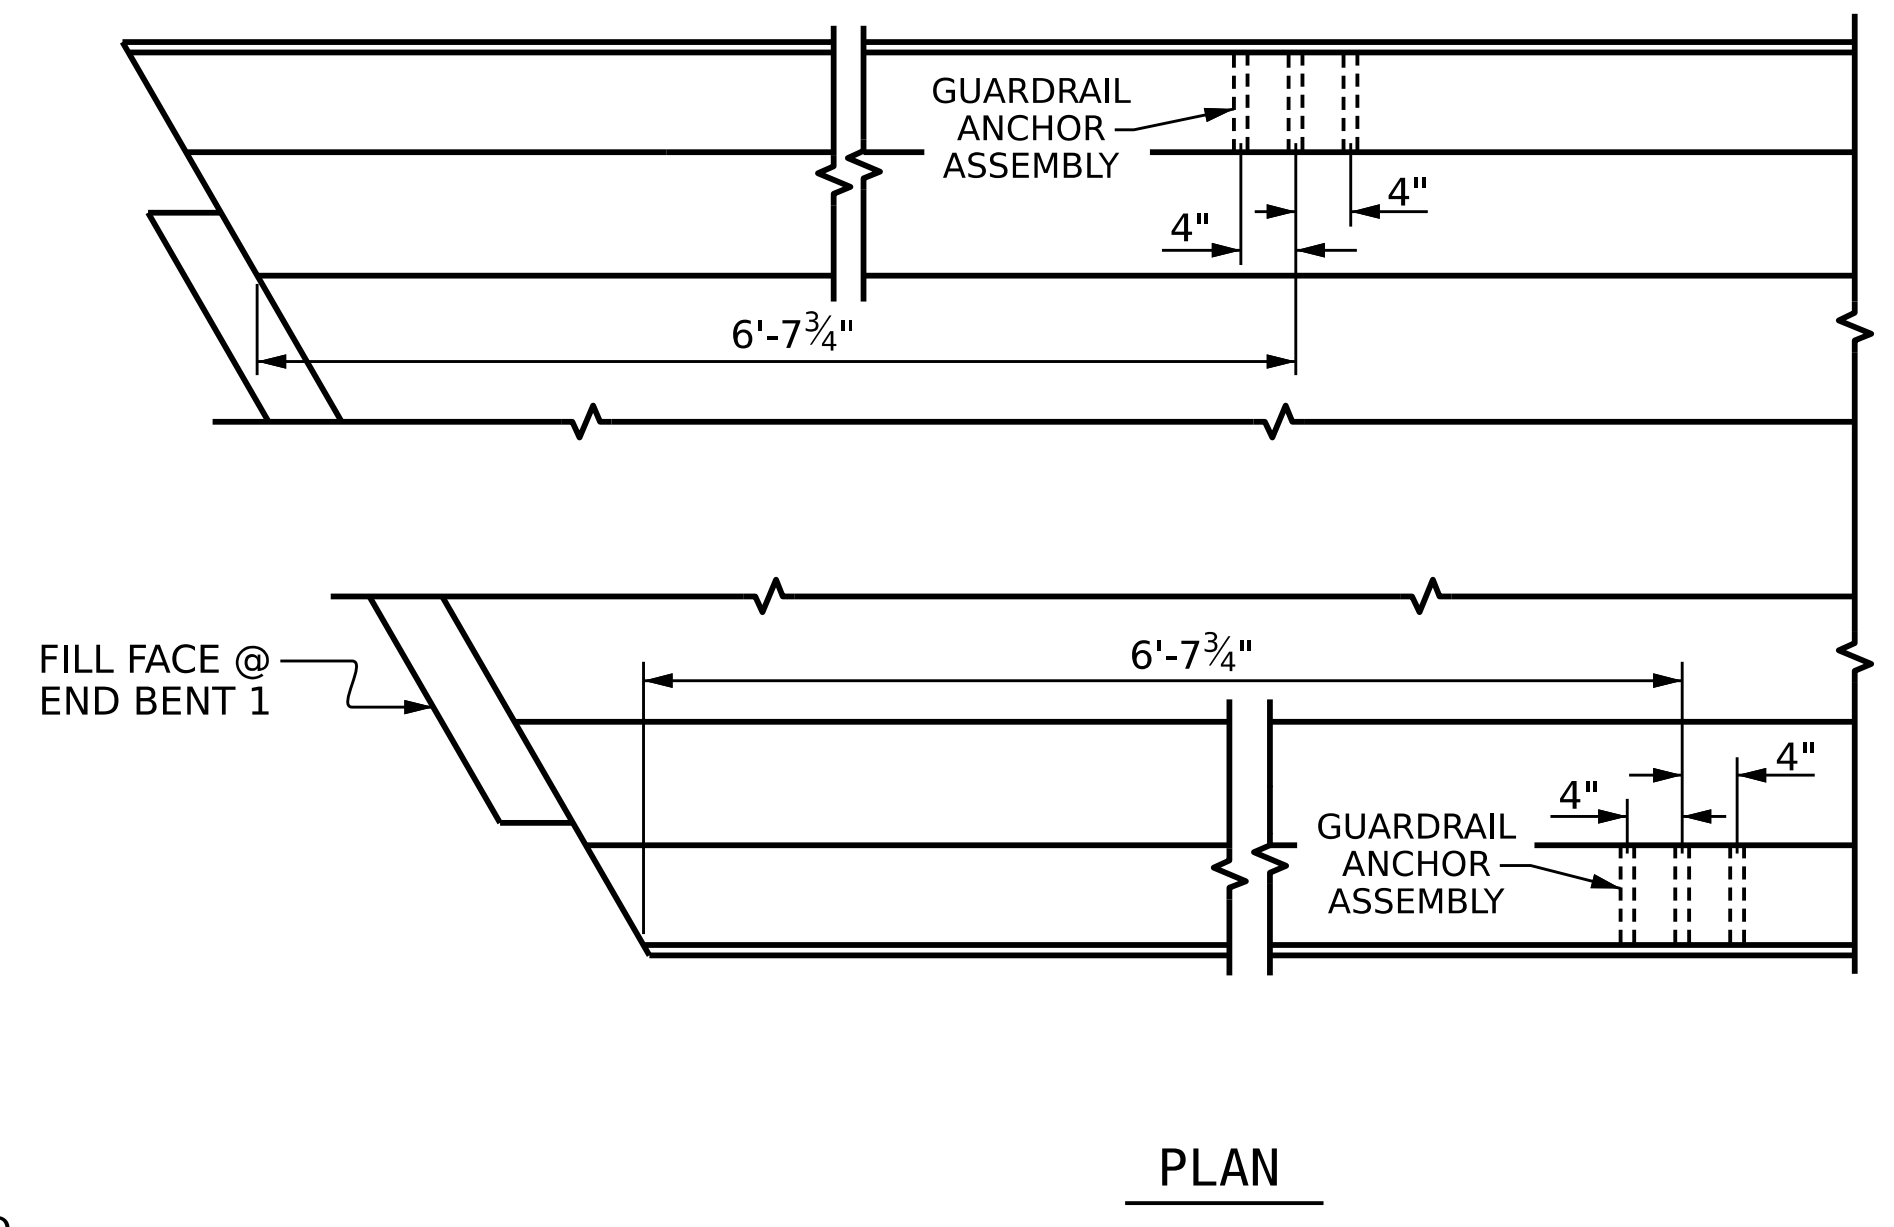 GUARDRAIL
ANCHOR
ASSEMBLY
4"
4"
6'-7¾"
FILL FACE @
END BENT 1
6'-7¾"
4"
4"
GUARDRAIL
ANCHOR
ASSEMBLY
PLAN